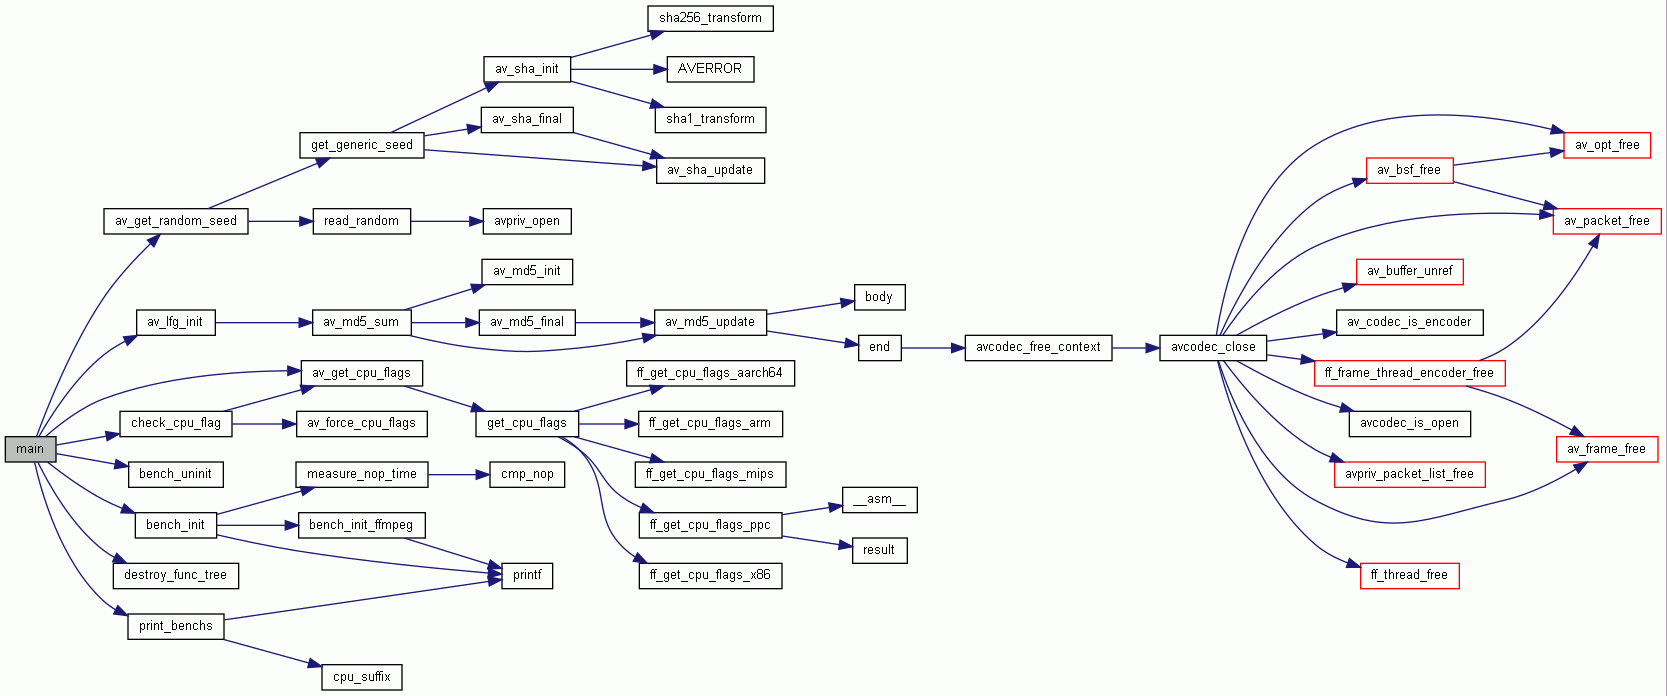 sha256_transform
av_sha_init
AVERROR
av_sha_final
sha1_transform
get_generic_seed
av_opt_free
av_sha_update
av_bsf_free
av_get_random_seed
read_random
avpriv_open
av_packet_free
av_md5_init
av_buffer_unref
body
av_lfg_init
av_md5_sum
av_md5_final
av_md5_update
av_codec_is_encoder
end
avcodec_free_context
avcodec_close
av_get_cpu_flags
ff_get_cpu_flags_aarch64
ff_frame_thread_encoder_free
check_cpu_flag
av_force_cpu_flags
get_cpu_flags
ff_get_cpu_flags_arm
avcodec_is_open
main
av_frame_free
bench_uninit
measure_nop_time
cmp_nop
ff_get_cpu_flags_mips
avpriv_packet_list_free
__asm__
bench_init
bench_init_ffmpeg
ff_get_cpu_flags_ppc
result
destroy_func_tree
printf
ff_get_cpu_flags_x86
ff_thread_free
print_benchs
cpu_suffix